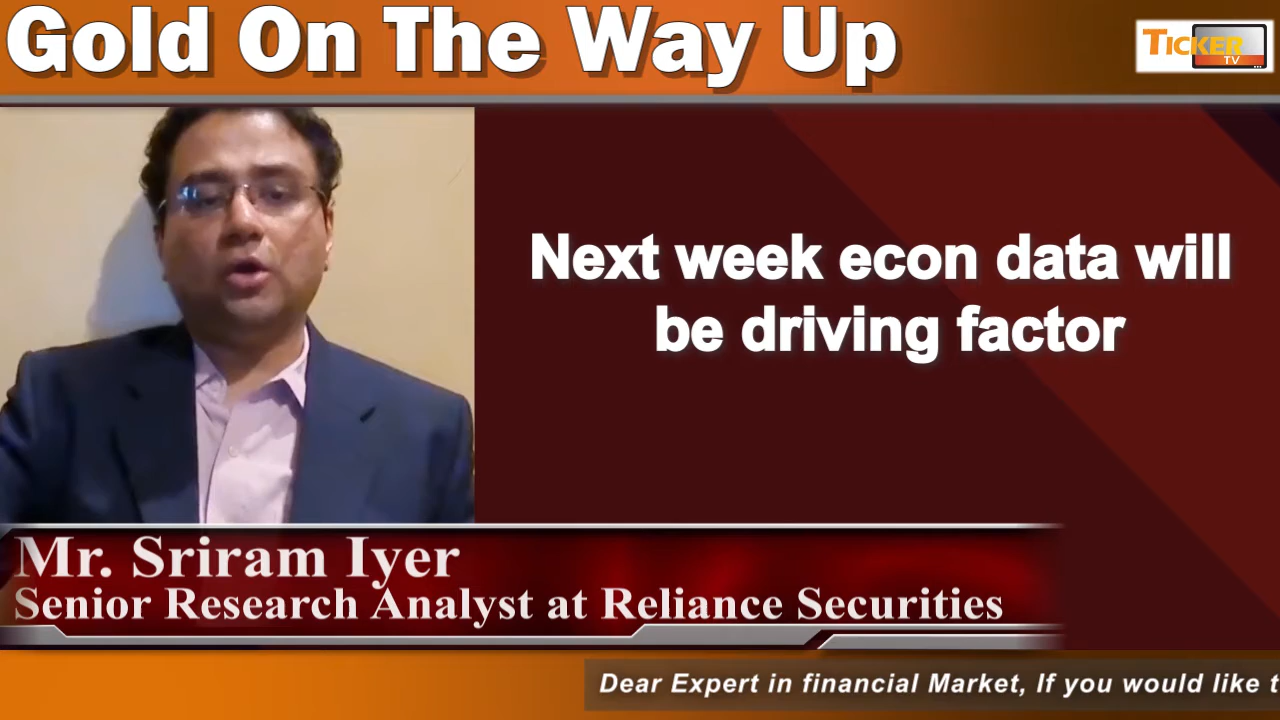 Gold On The Way Up
TICKER
TV
Next week econ data will
be driving factor
Mr. Sriram Iyer
Senior Research Analyst at Reliance Securities
Dear Expert in financial Market, If you would like t